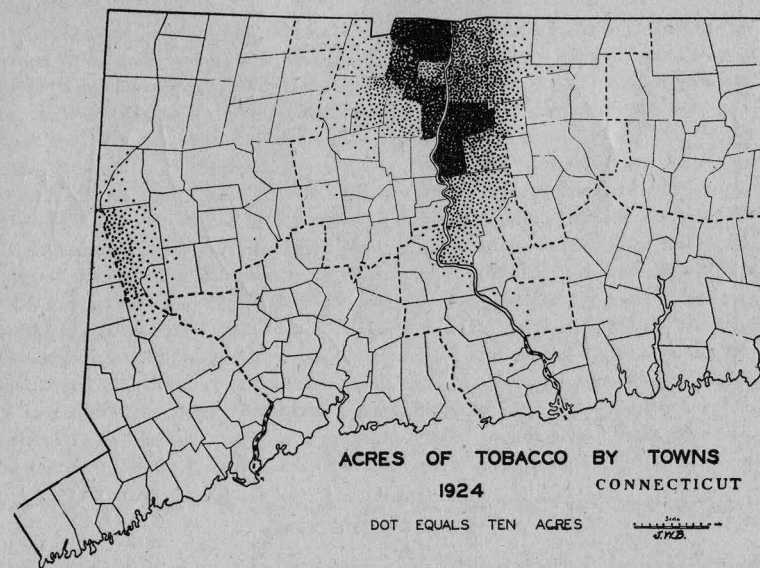 ACRES OF TOBACCO BY TOWNS
1924
CONNECTICUT
DOT EQUALS TEN ACRES
Scale
J.W.B.